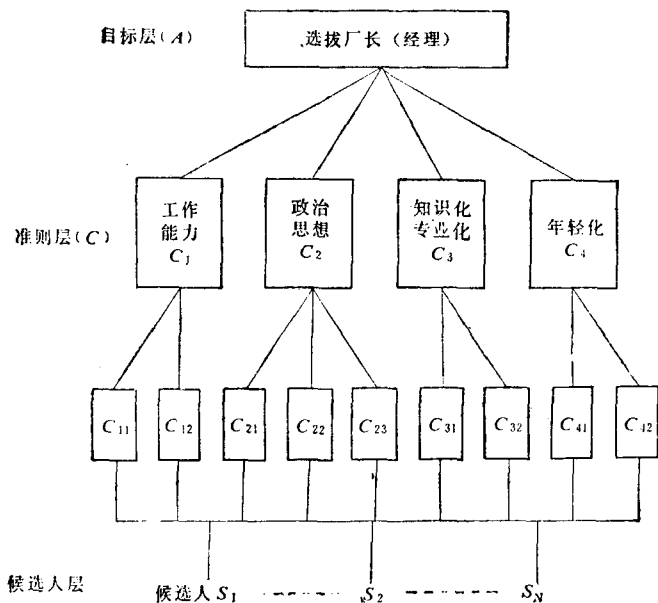 目标层(A)
选拔厂长(经理)
准则层(C)
工作
能力
C₁
政治
思想
C₂
知识化
专业化
C₃
年轻化
C₄
C₁₁
C₁₂
C₂₁
C₂₂
C₂₃
C₃₁
C₃₂
C₄₁
C₄₂
候选人层
候选人 S₁ ------ S₂ ------ S_N